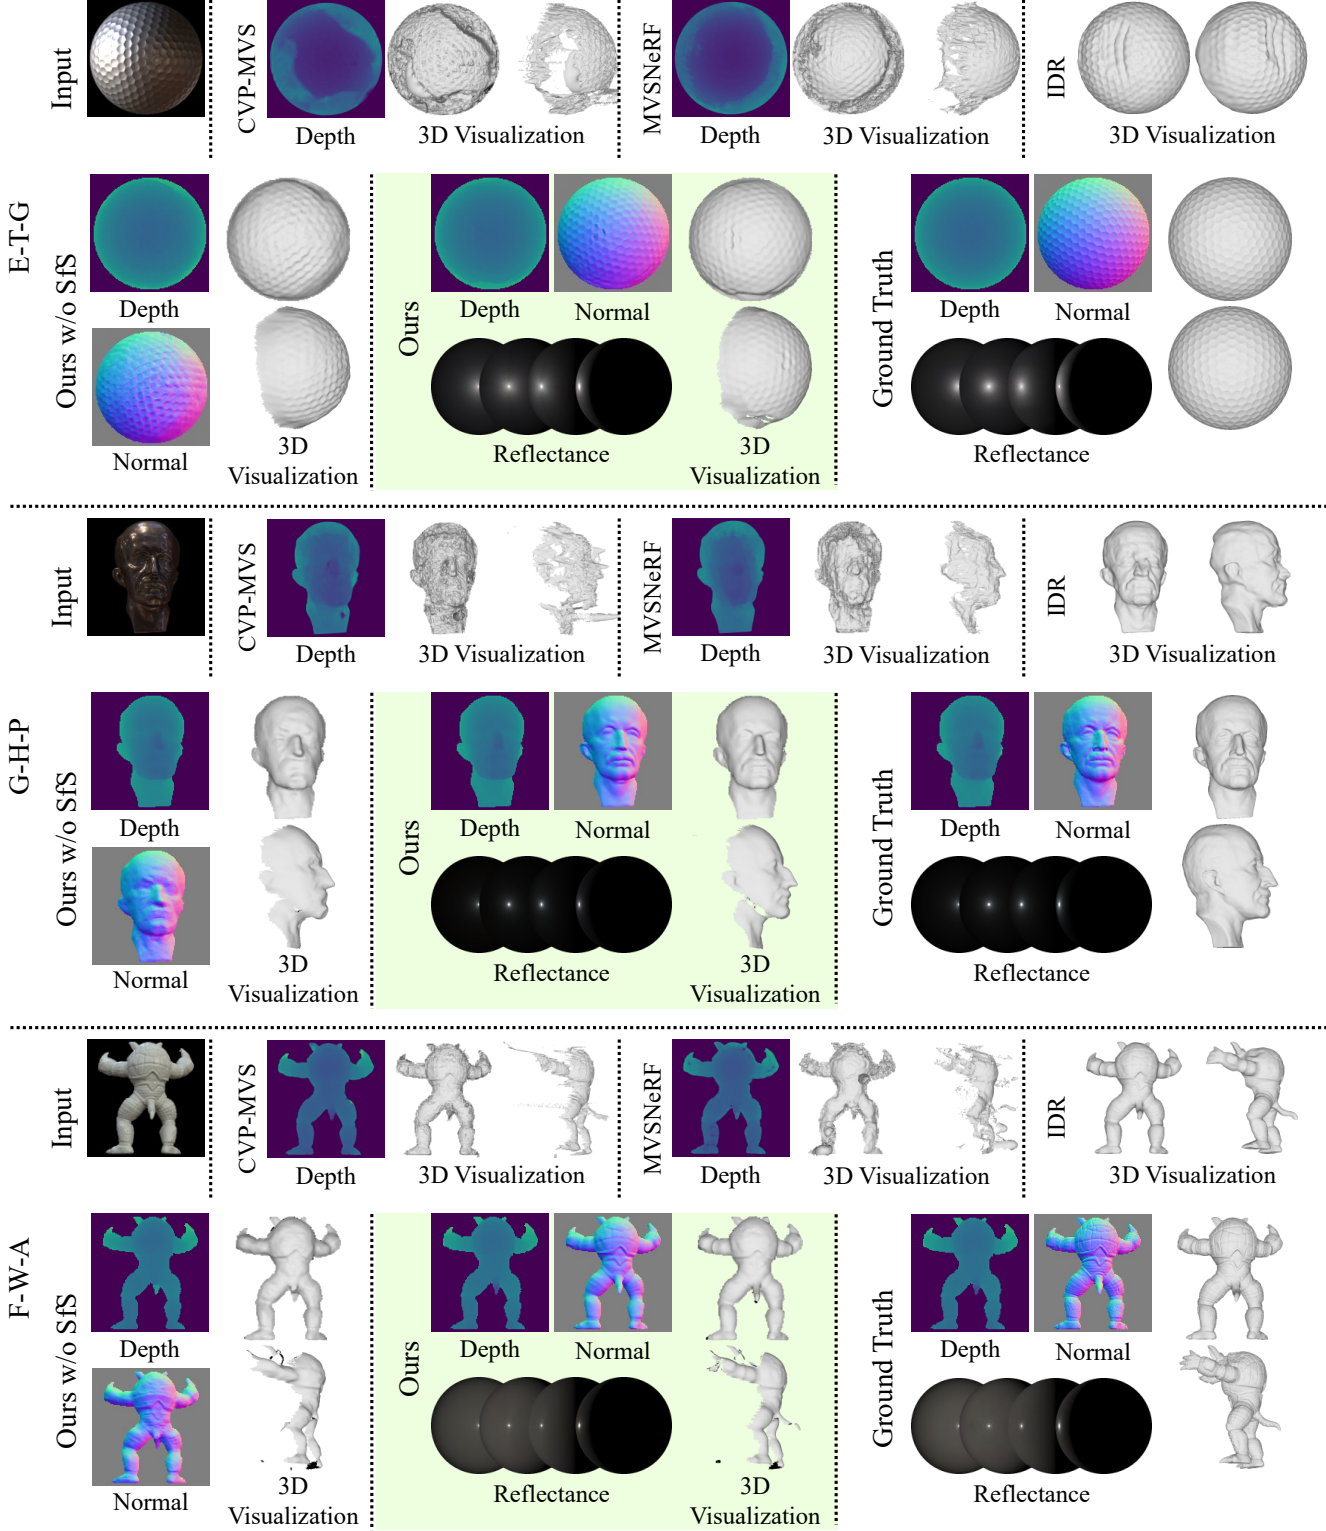 E-T-G
Input
CVP-MVS
Depth
3D Visualization
MVSNeRF
Depth
3D Visualization
IDR
3D Visualization
Ours w/o SfS
Depth
Normal
3D
Visualization
Ours
Depth
Normal
Reflectance
3D
Visualization
Ground Truth
Depth
Normal
Reflectance
G-H-P
Input
CVP-MVS
Depth
3D Visualization
MVSNeRF
Depth
3D Visualization
IDR
3D Visualization
Ours w/o SfS
Depth
Normal
3D
Visualization
Ours
Depth
Normal
Reflectance
3D
Visualization
Ground Truth
Depth
Normal
Reflectance
F-W-A
Input
CVP-MVS
Depth
3D Visualization
MVSNeRF
Depth
3D Visualization
IDR
3D Visualization
Ours w/o SfS
Depth
Normal
3D
Visualization
Ours
Depth
Normal
Reflectance
3D
Visualization
Ground Truth
Depth
Normal
Reflectance